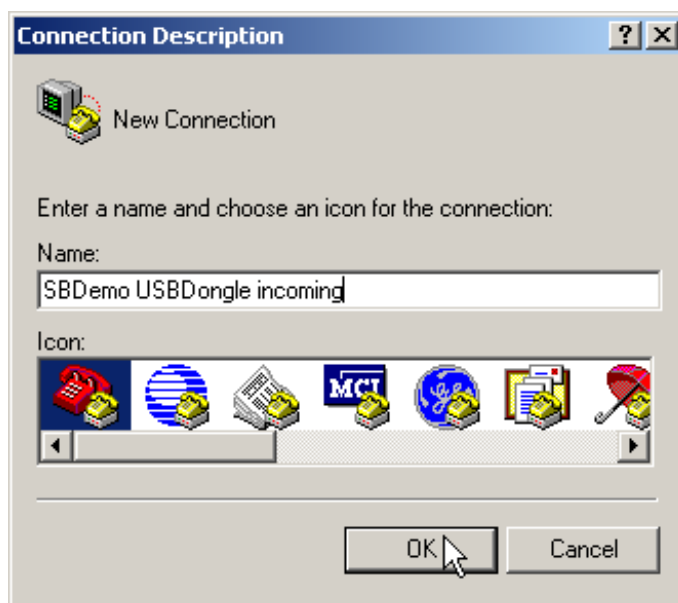 Connection Description
New Connection
Enter a name and choose an icon for the connection:
Name:
SBDemo USBDongle incoming
Icon:
MCI
OK
Cancel